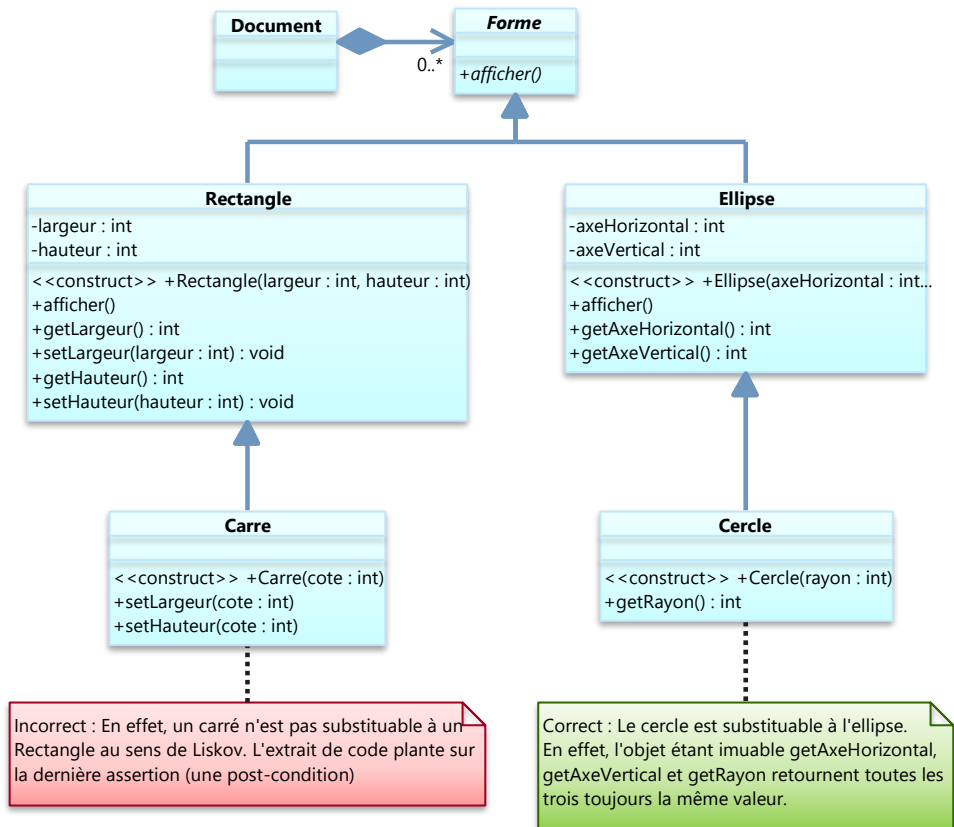 Document
Forme
0..*
+afficher()
Rectangle
-largeur : int
-hauteur : int
<<construct>> +Rectangle(largeur : int, hauteur : int)
+afficher()
+getLargeur() : int
+setLargeur(largeur : int) : void
+getHauteur() : int
+setHauteur(hauteur : int) : void
Ellipse
-axeHorizontal : int
-axeVertical : int
<<construct>> +Ellipse(axeHorizontal : int...
+afficher()
+getAxeHorizontal() : int
+getAxeVertical() : int
Carre
<<construct>> +Carre(cote : int)
+setLargeur(cote : int)
+setHauteur(cote : int)
Cercle
<<construct>> +Cercle(rayon : int)
+getRayon() : int
Incorrect : En effet, un carré n'est pas substituable à un
Rectangle au sens de Liskov. L'extrait de code plante sur
la dernière assertion (une post-condition)
Correct : Le cercle est substituable à l'ellipse.
En effet, l'objet étant imuable getAxeHorizontal,
getAxeVertical et getRayon retournent toutes les
trois toujours la même valeur.